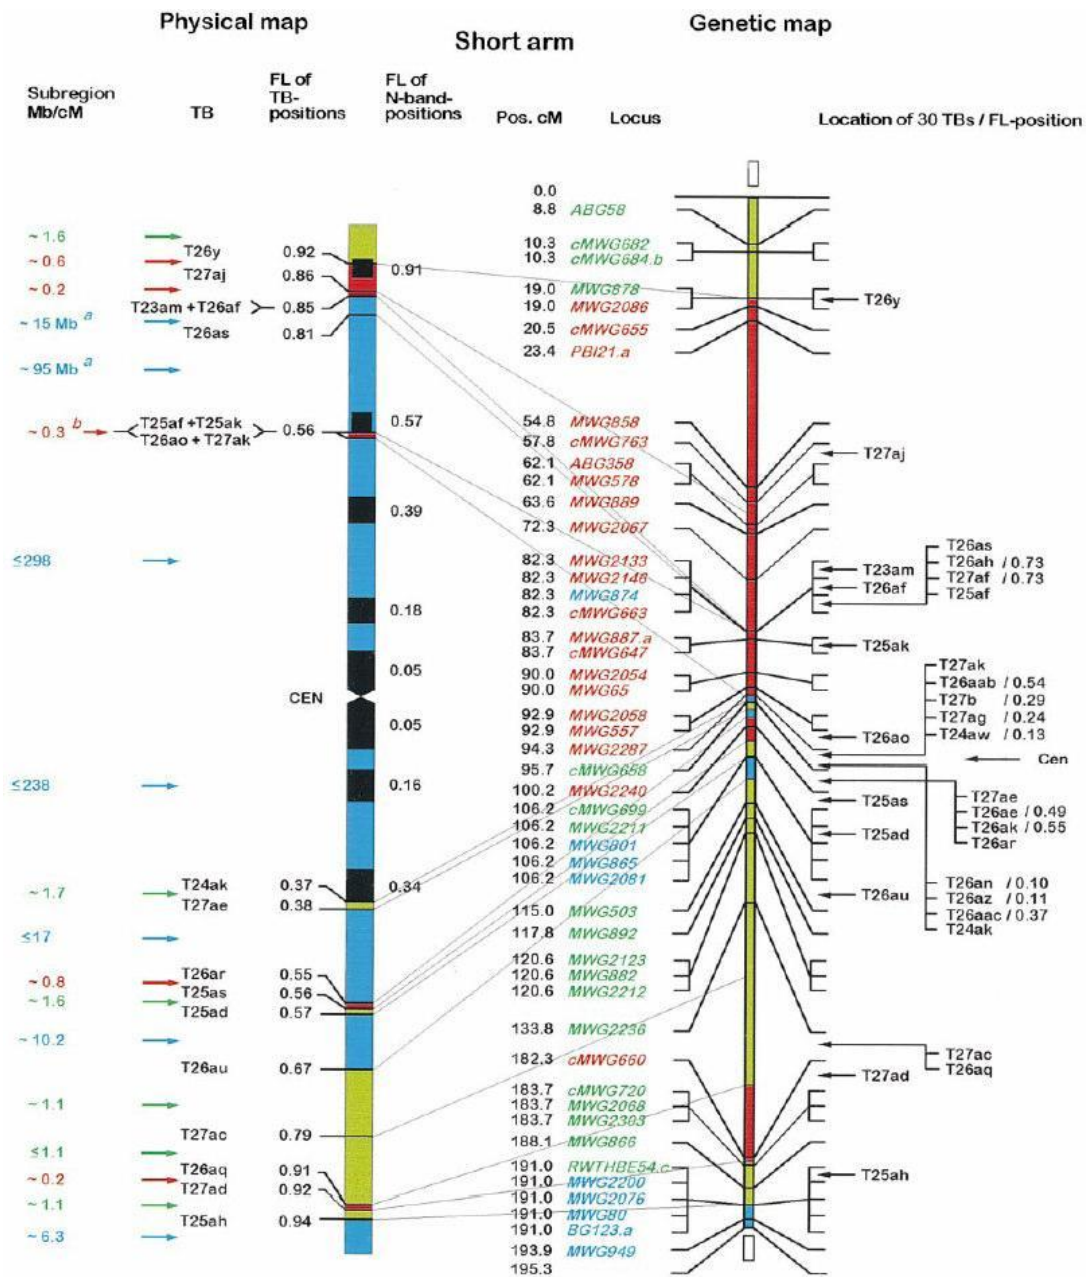 Physical map
Short arm
Genetic map
Subregion
Mb/cM
TB
FL of
TB-
positions
FL of
N-band-
positions
Pos. cM
Locus
Location of 30 TBs / FL-position
~ 1.6
~ 0.6
~ 0.2
~ 15 Mb a
~ 95 Mb a
~ 0.3 b
≤298
≤238
~ 1.7
≤17
~ 0.8
~ 1.6
~ 10.2
~ 1.1
≤1.1
~ 0.2
~ 1.1
~ 6.3
T26y 0.92
T27aj 0.86
T23am + T26af 0.85
T26as 0.81
T25af +T25ak
T26ao + T27ak
0.56
CEN
T24ak 0.37
T27ae 0.38
T26ar 0.55
T25as 0.56
T25ad 0.57
T26au 0.67
T27ac 0.79
T26aq 0.91
T27ad 0.92
T25ah 0.94
0.91
0.57
0.39
0.18
0.05
0.05
0.16
0.34
0.0
8.8 ABG58
10.3 cMWG682
10.3 cMWG684.b
19.0 MWG878
19.0 MWG2086
20.5 cMWG655
23.4 PBI21.a
54.8 MWG858
57.8 cMWG763
62.1 ABG358
62.1 MWG578
63.6 MWG889
72.3 MWG2067
82.3 MWG2133
82.3 MWG2146
82.3 MWG874
82.3 cMWG663
83.7 MWG887.a
83.7 cMWG647
90.0 MWG2054
90.0 MWG65
92.9 MWG2058
92.9 MWG557
94.3 MWG2287
95.7 cMWG658
100.2 MWG2240
106.2 cMWG699
106.2 MWG2211
106.2 MWG801
106.2 MWG865
106.2 MWG2081
115.0 MWG503
117.8 MWG892
120.6 MWG2123
120.6 MWG882
120.6 MWG2212
133.8 MWG2236
182.3 cMWG660
183.7 cMWG720
183.7 MWG2068
183.7 MWG2303
188.1 MWG866
191.0 RWTHBE54.c
191.0 MWG2200
191.0 MWG2076
191.0 MWG80
191.0 BG123.a
193.9 MWG949
195.3
T26y
T27aj
T23am
T26af
T26as
T26ah / 0.73
T27af / 0.73
T25af
T25ak
T27ak
T26aab / 0.54
T27b / 0.29
T27ag / 0.24
T24aw / 0.13
T26ao
Cen
T25as
T25ad
T27ae
T26ae / 0.49
T26ak / 0.55
T26ar
T26au
T26an / 0.10
T26az / 0.11
T26aac / 0.37
T24ak
T27ac
T26aq
T27ad
T25ah